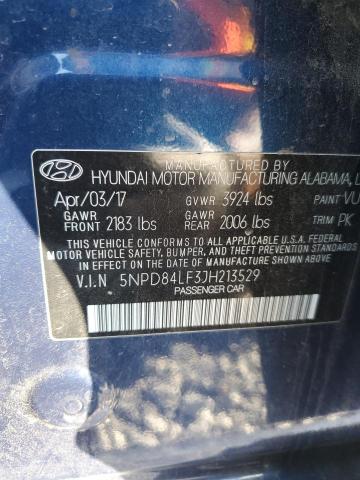 MANUFACTURED BY
HYUNDAI MOTOR MANUFACTURING ALABAMA, L
Apr/03/17 GVWR 3924 lbs PAINT VU
GAWR FRONT 2183 lbs GAWR REAR 2006 lbs TRIM PK
THIS VEHICLE CONFORMS TO ALL APPLICABLE U.S. FEDERAL
MOTOR VEHICLE SAFETY, BUMPER, AND THEFT PREVENTION STANDARDS
IN EFFECT ON THE DATE OF MANUFACTURE SHOWN ABOVE
V.I.N 5NPD84LF3JH213529
PASSENGER CAR